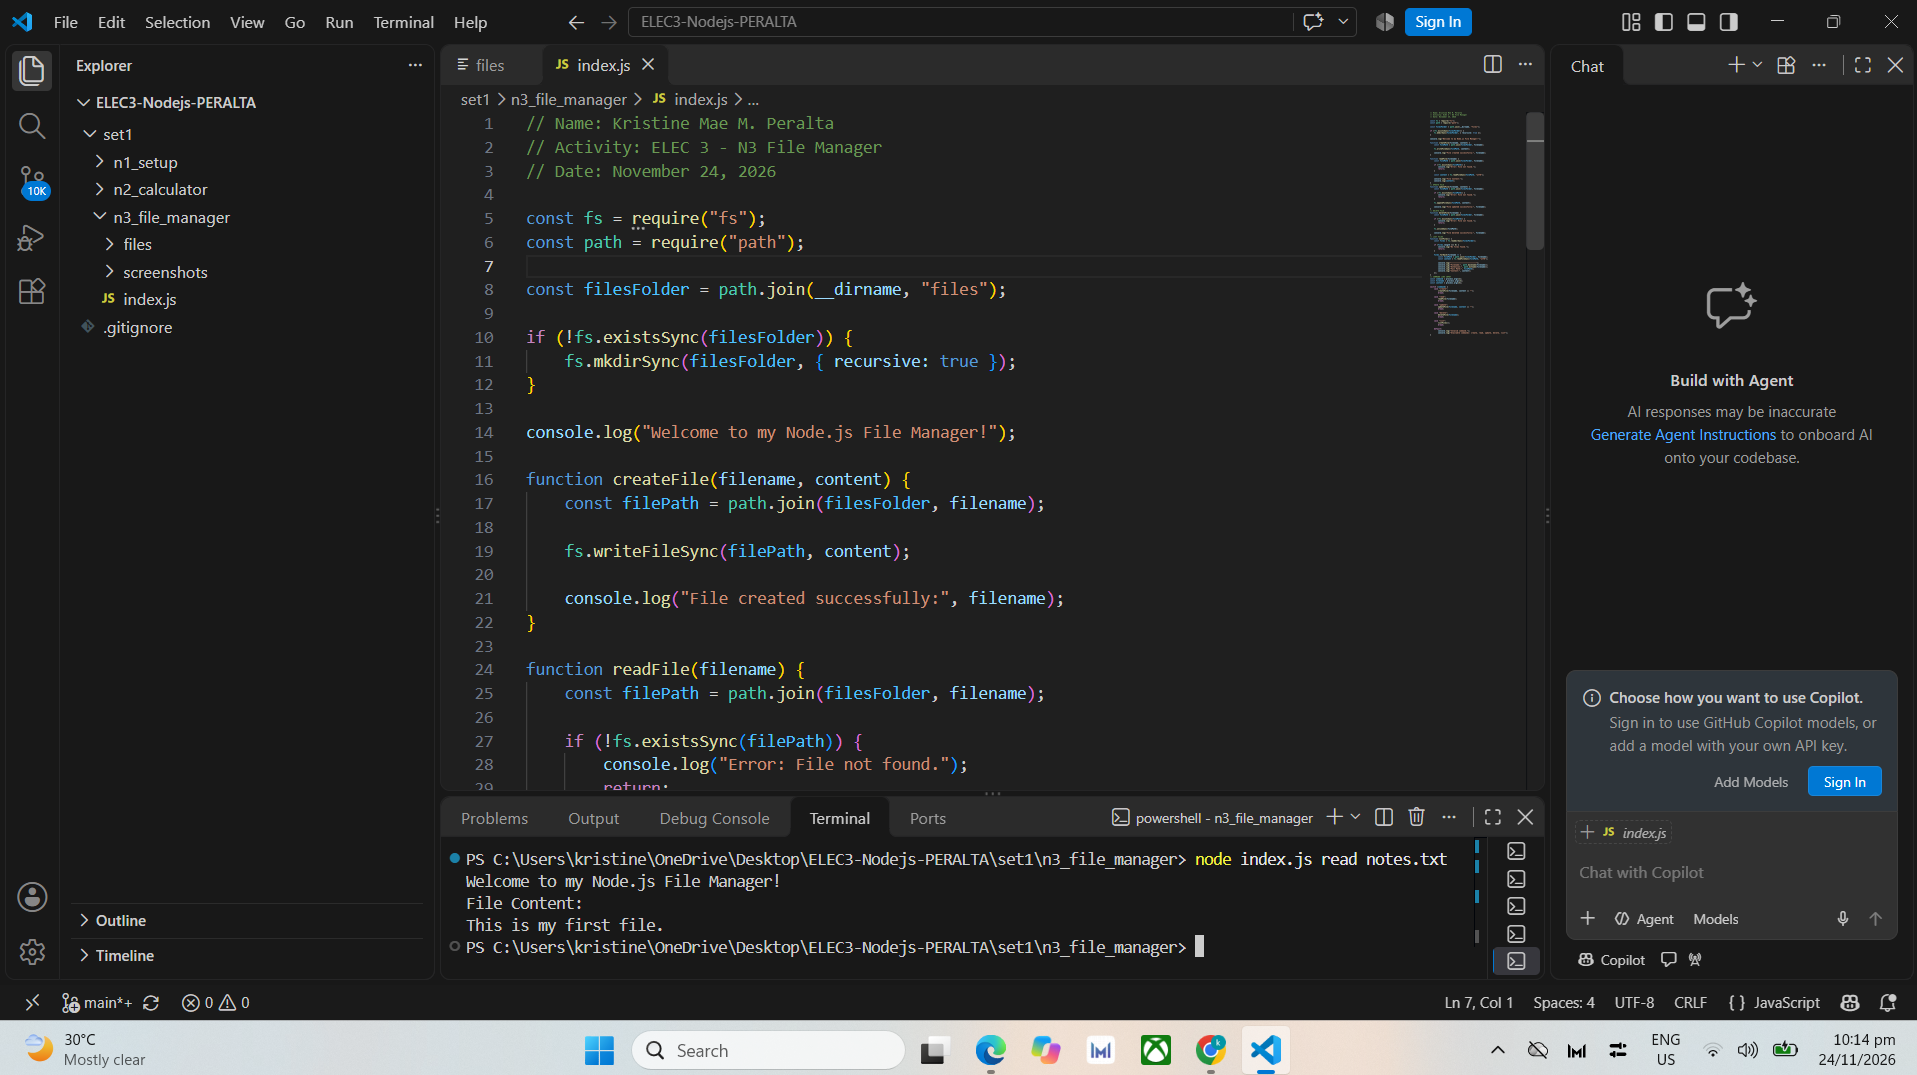 File Edit Selection View Go Run Terminal Help
ELEC3-Nodejs-PERALTA
Sign In
Explorer
ELEC3-Nodejs-PERALTA
set1
n1_setup
n2_calculator
n3_file_manager
files
screenshots
JS index.js
.gitignore
10K
Outline
Timeline
files
JS index.js
set1 > n3_file_manager > JS index.js > ...
1 // Name: Kristine Mae M. Peralta
2 // Activity: ELEC 3 - N3 File Manager
3 // Date: November 24, 2026
4
5 const fs = require("fs");
6 const path = require("path");
7
8 const filesFolder = path.join(__dirname, "files");
9
10 if (!fs.existsSync(filesFolder)) {
11 fs.mkdirSync(filesFolder, { recursive: true });
12 }
13
14 console.log("Welcome to my Node.js File Manager!");
15
16 function createFile(filename, content) {
17 const filePath = path.join(filesFolder, filename);
18
19 fs.writeFileSync(filePath, content);
20
21 console.log("File created successfully:", filename);
22 }
23
24 function readFile(filename) {
25 const filePath = path.join(filesFolder, filename);
26
27 if (!fs.existsSync(filePath)) {
28 console.log("Error: File not found.");
29 return;
Problems Output Debug Console Terminal Ports
powershell - n3_file_manager
PS C:\Users\kristine\OneDrive\Desktop\ELEC3-Nodejs-PERALTA\set1\n3_file_manager> node index.js read notes.txt
Welcome to my Node.js File Manager!
File Content:
This is my first file.
PS C:\Users\kristine\OneDrive\Desktop\ELEC3-Nodejs-PERALTA\set1\n3_file_manager>
Chat
Build with Agent
AI responses may be inaccurate
Generate Agent Instructions to onboard AI
onto your codebase.
Choose how you want to use Copilot.
Sign in to use GitHub Copilot models, or
add a model with your own API key.
Add Models Sign In
JS index.js
Chat with Copilot
Agent Models
Copilot
main*+ 0 0
Ln 7, Col 1 Spaces: 4 UTF-8 CRLF { } JavaScript
30°C
Mostly clear
Search
ENG
US
10:14 pm
24/11/2026